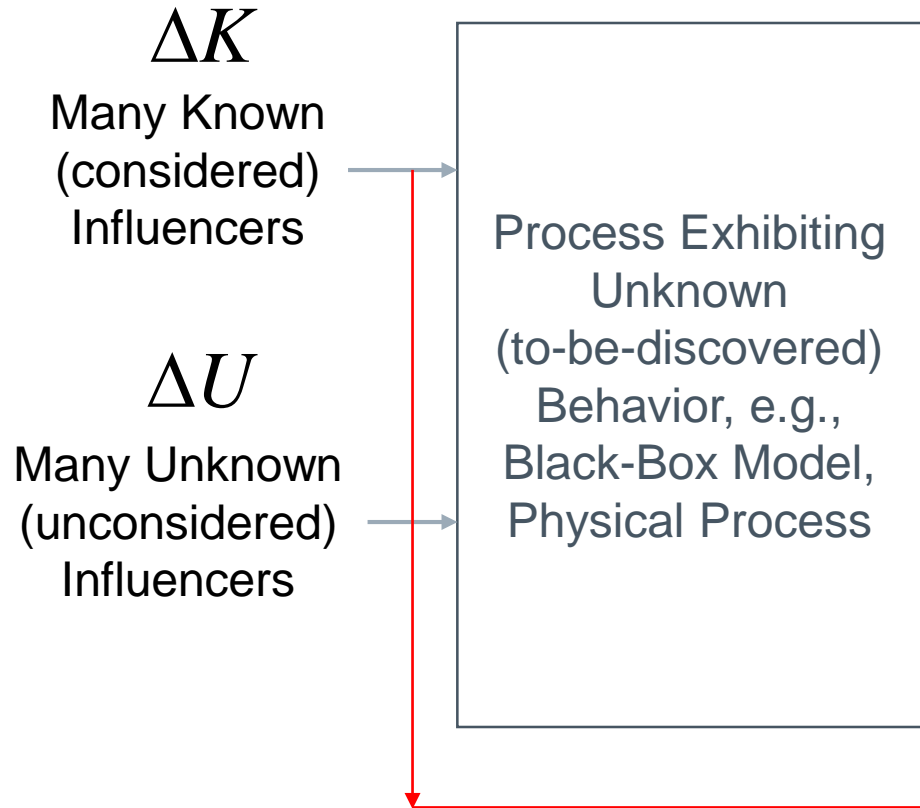 ΔK
Many Known
(considered)
Influencers
ΔU
Many Unknown
(unconsidered)
Influencers
Process Exhibiting
Unknown
(to-be-discovered)
Behavior, e.g.,
Black-Box Model,
Physical Process